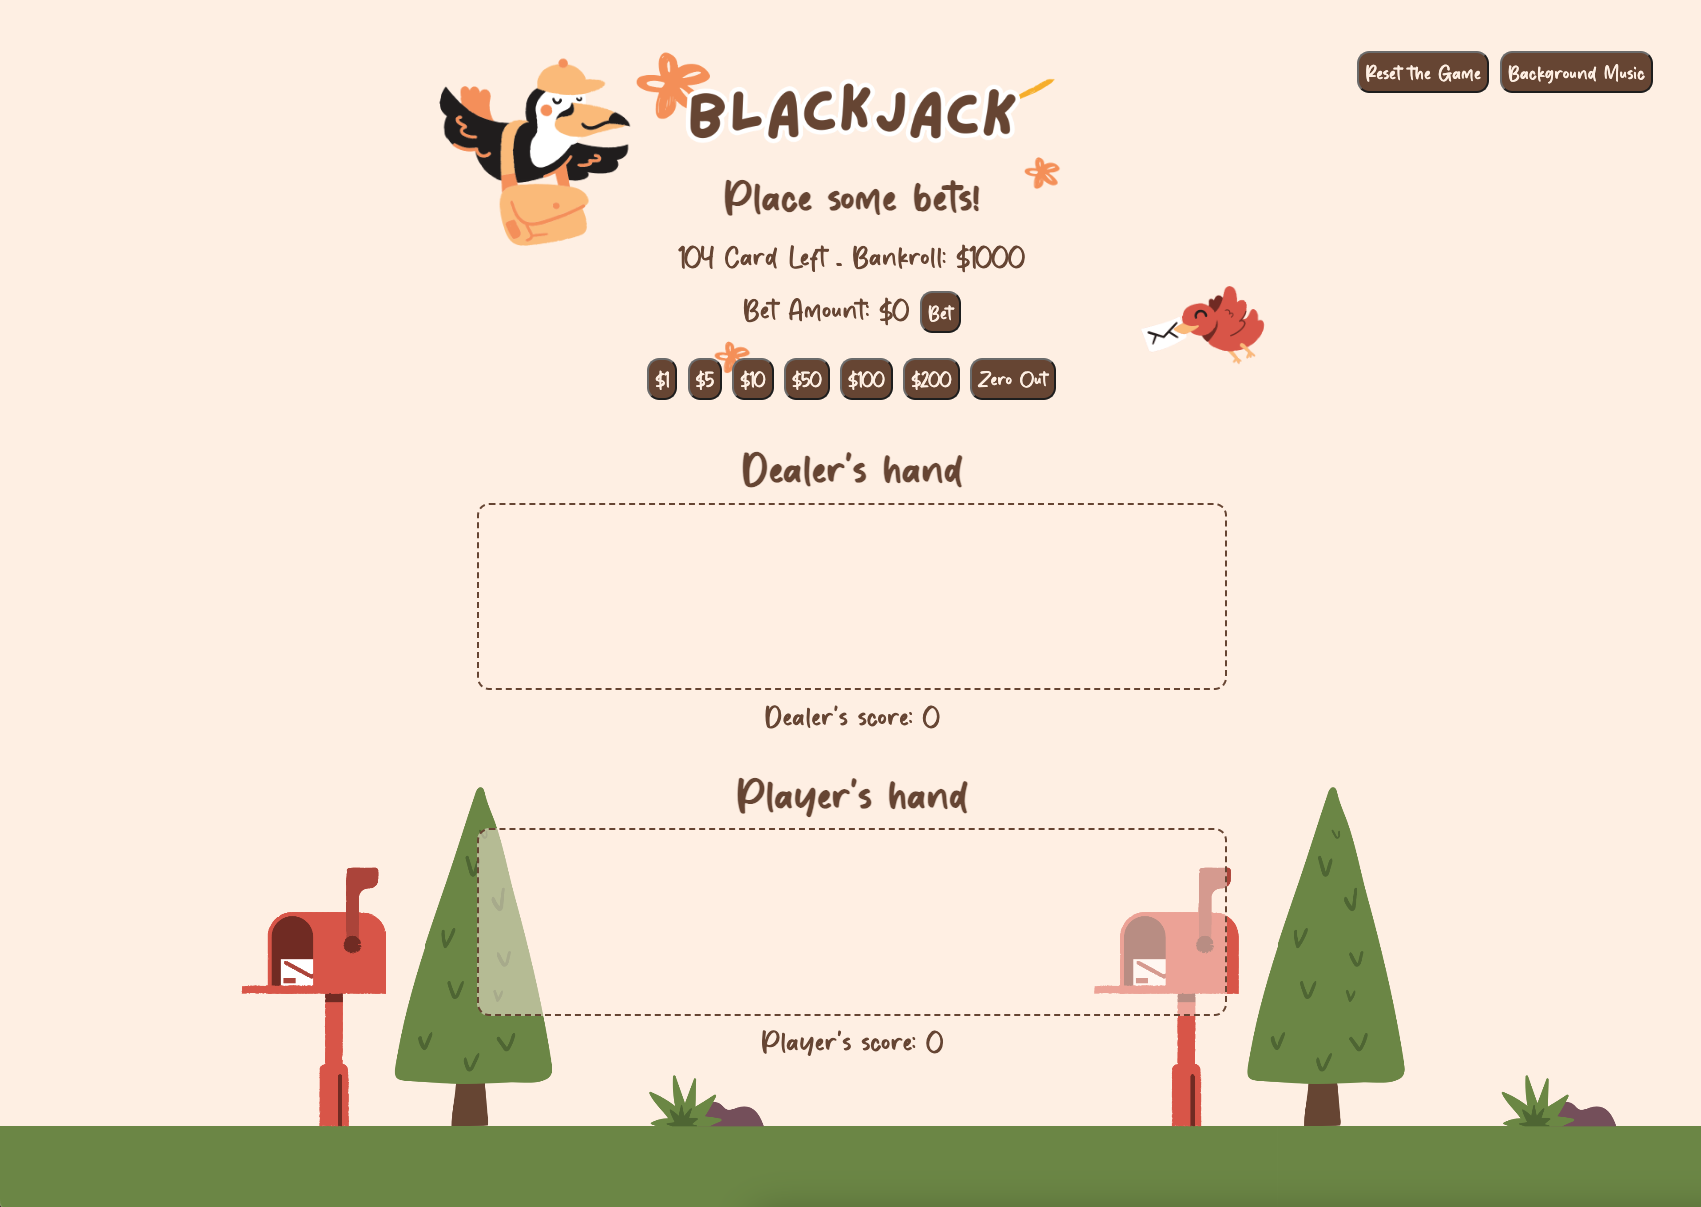 Reset the Game Background Music
BLACKJACK
Place some bets!
104 Card Left - Bankroll: $1000
Bet Amount: $0 Bet
$1 $5 $10 $50 $100 $200 Zero Out
Dealer's hand
Dealer's score: 0
Player's hand
Player's score: 0